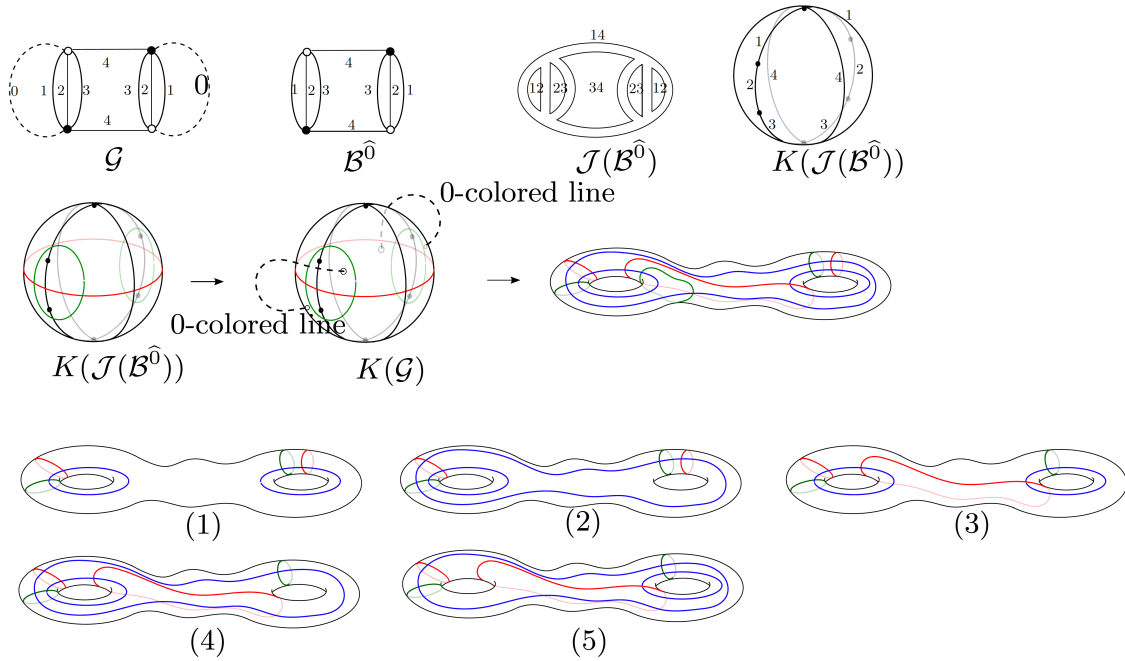 0 1 2 3 4 4 3 2 1 0
𝒢
1 2 3 4 4 3 2 1
ℬ^0̂
14
12 23 34 23 12
𝒥(ℬ^0̂)
1 1 2 2 3 3 4 4
K(𝒥(ℬ^0̂))
0-colored line
0-colored line
K(𝒥(ℬ^0̂))
K(𝒢)
(1)
(2)
(3)
(4)
(5)